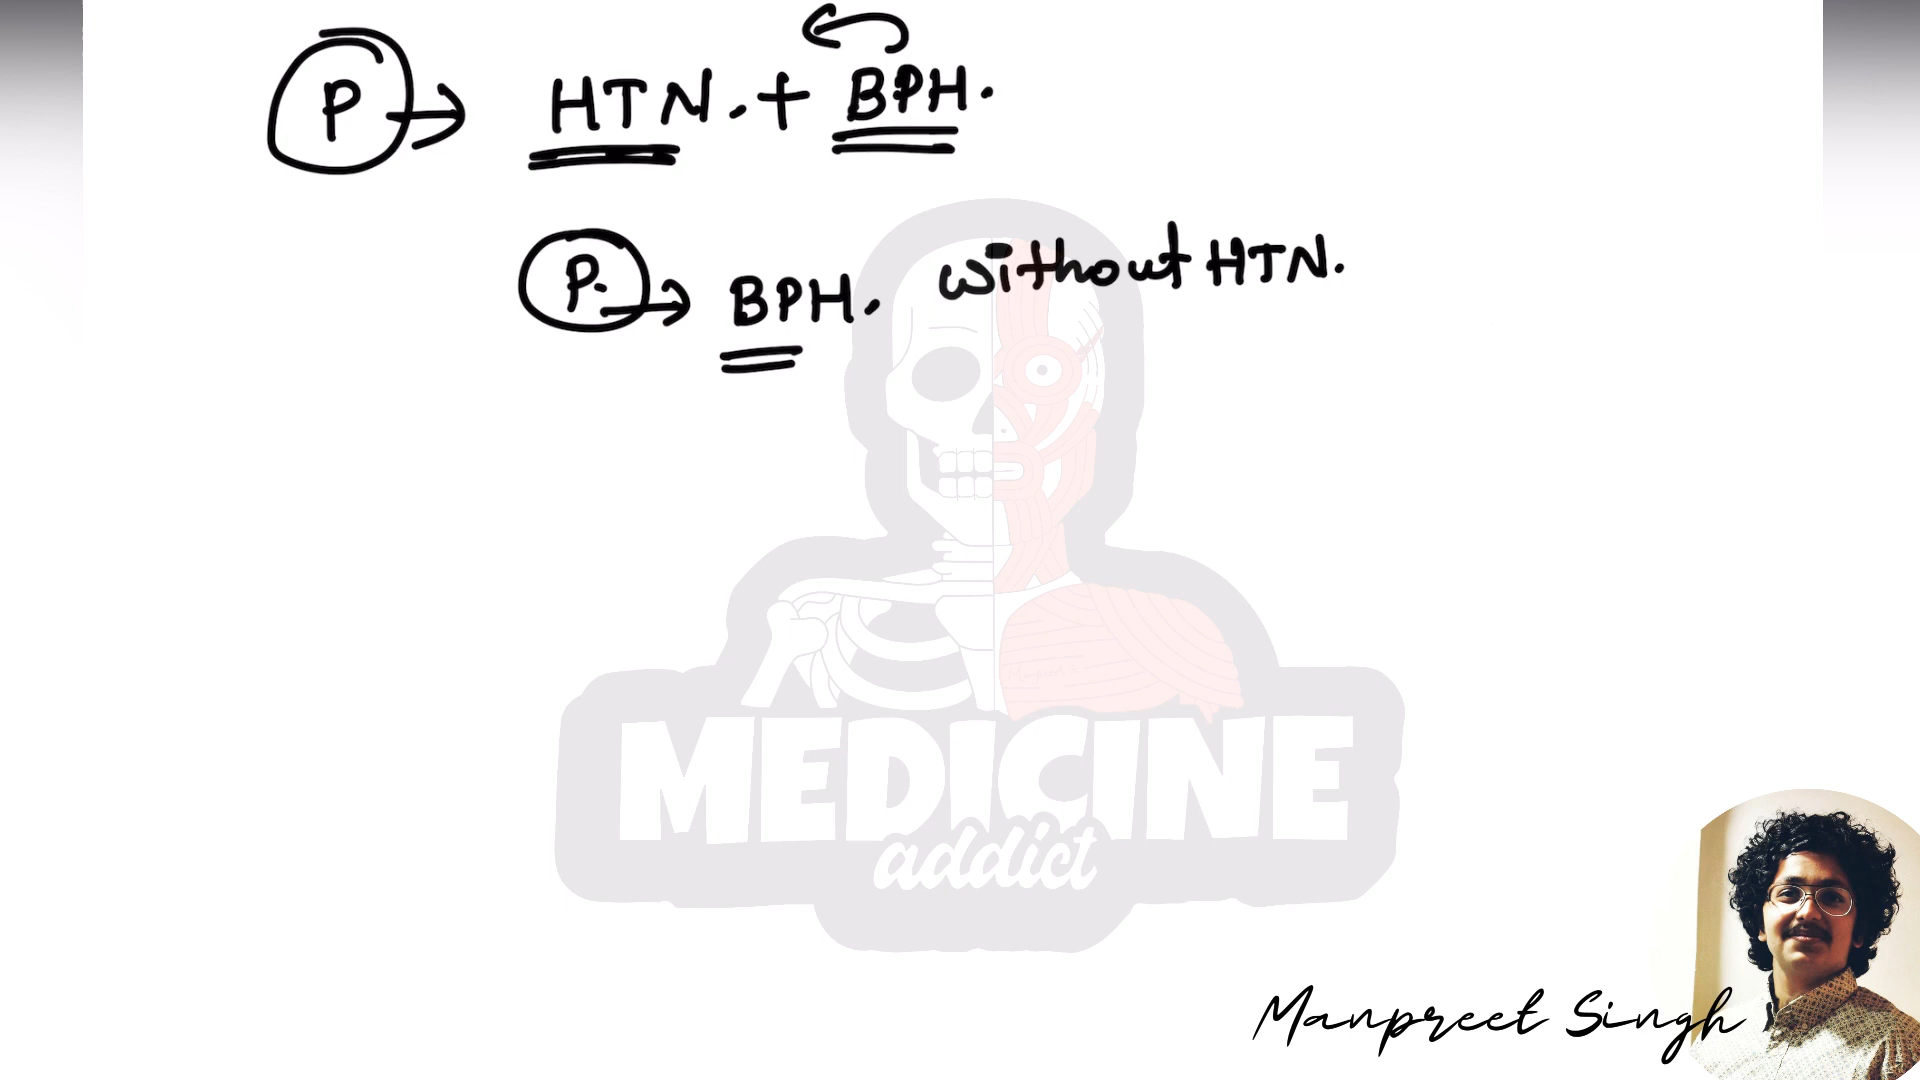 P → HTN. + BPH.
P. → BPH. without HTN.
MEDICINE
addict
Manpreet Singh